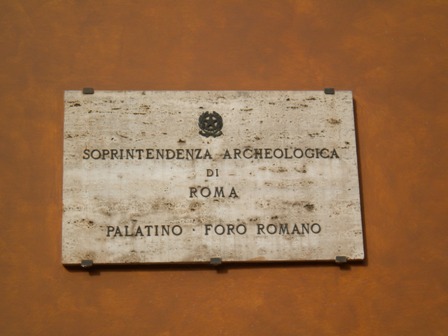 SOPRINTENDENZA ARCHEOLOGICA
DI
ROMA
PALATINO · FORO ROMANO